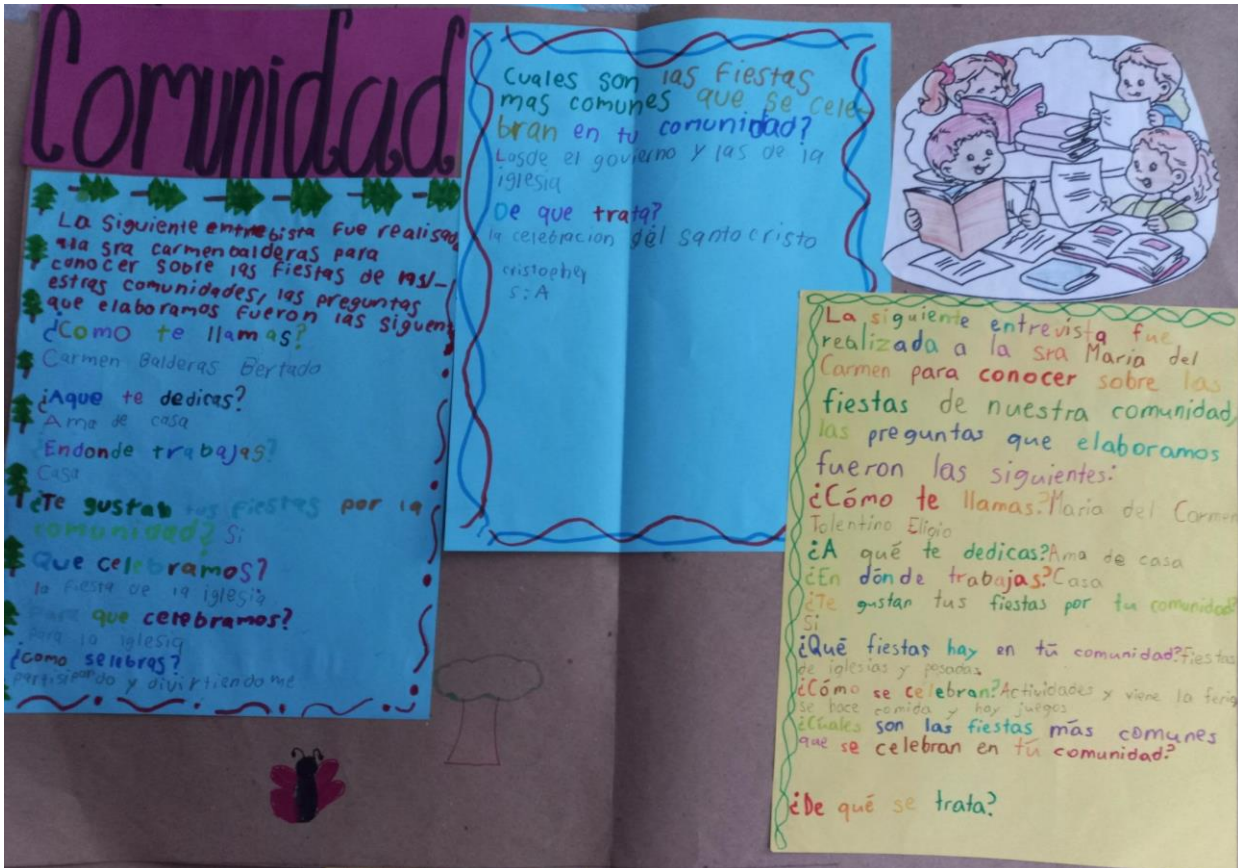 Comunidad
La Siguiente entrebista fue realisad
ala sra carmen balderas para
conocer sobre las fiestas de
estras comunidades, las preguntas
que elaboramos fueron las siguen
¿Como te llamas?
Carmen Balderas Bertado
¿Aque te dedicas?
Ama de casa
Endonde trabajas?
Casa
¿Te gustan tus fiestas por la
comunidad? Si
Que celebramos?
la fiesta de la iglesia
Para que celebramos?
Para la iglesia
¿como selebras?
partisipando y divirtiendome
Cuales son las Fiestas
mas comunes que se cele-
bran en tu comunidad?
Losde el govierno y las de la
iglesia
De que trata?
la celebracion del santo cristo
cristopher
S:A
La siguiente entrevista fue
realizada a la sra Maria del
Carmen para conocer sobre las
fiestas de nuestra comunidad,
las preguntas que elaboramos
fueron las siguientes:
¿Cómo te llamas? Maria del Carmen
Tolentino Eligio
¿A qué te dedicas? Ama de casa
¿En dónde trabajas? Casa
¿Te gustan tus fiestas por tu comunidad?
Si
¿Qué fiestas hay en tú comunidad? fiestas
de iglesias y posadas
¿Cómo se celebran? Actividades y viene la feria
se hace comida y hay juegos
¿Cuales son las fiestas más comunes
que se celebran en tú comunidad?
¿De qué se trata?